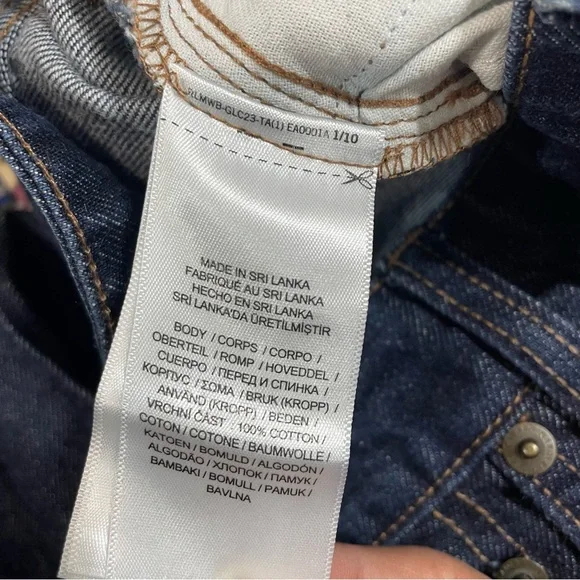 RLMWB-GLC23-TA(1) EA0001A 1/10
MADE IN SRI LANKA
FABRIQUÉ AU SRI LANKA
HECHO EN SRI LANKA
SRİ LANKA'DA ÜRETİLMİŞTİR
BODY / CORPS / CORPO /
OBERTEIL / ROMP / HOVEDDEL /
CUERPO / ПЕРЕД И СПИНКА /
КОРПУС / ΣΩΜΑ / BRUK (KROPP) /
ANVÄND (KROPP) / BEDEN /
VRCHNÍ ČÁST 100% COTTON /
COTON / COTONE / BAUMWOLLE /
KATOEN / BOMULD / ALGODÓN /
ALGODÃO / ХЛОПОК / ПАМУК /
BAMBAKI / BOMULL / PAMUK /
BAVLNA